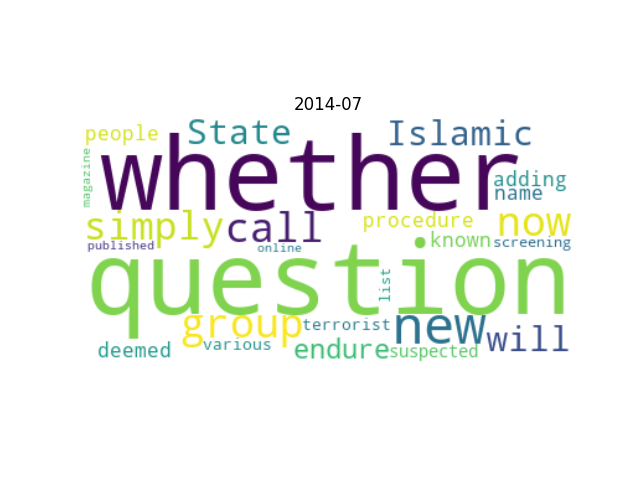 2014-07
people State Islamic
whether
magazine
adding
name
simply call procedure now
known screening
published online
question
list
group terrorist new will
deemed various endure suspected